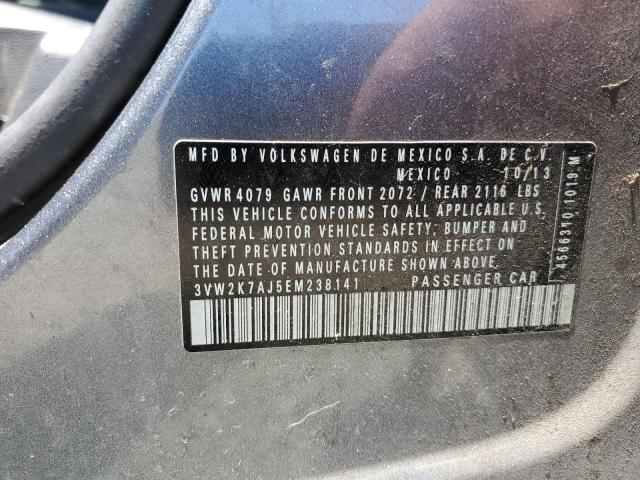 MFD BY VOLKSWAGEN DE MEXICO S.A. DE C.V.
MEXICO 10/13
GVWR 4079 GAWR FRONT 2072 / REAR 2116 LBS
THIS VEHICLE CONFORMS TO ALL APPLICABLE U.S.
FEDERAL MOTOR VEHICLE SAFETY, BUMPER AND
THEFT PREVENTION STANDARDS IN EFFECT ON
THE DATE OF MANUFACTURE SHOWN ABOVE.
3VW2K7AJ5EM238141 PASSENGER CAR
4566310 1019 M